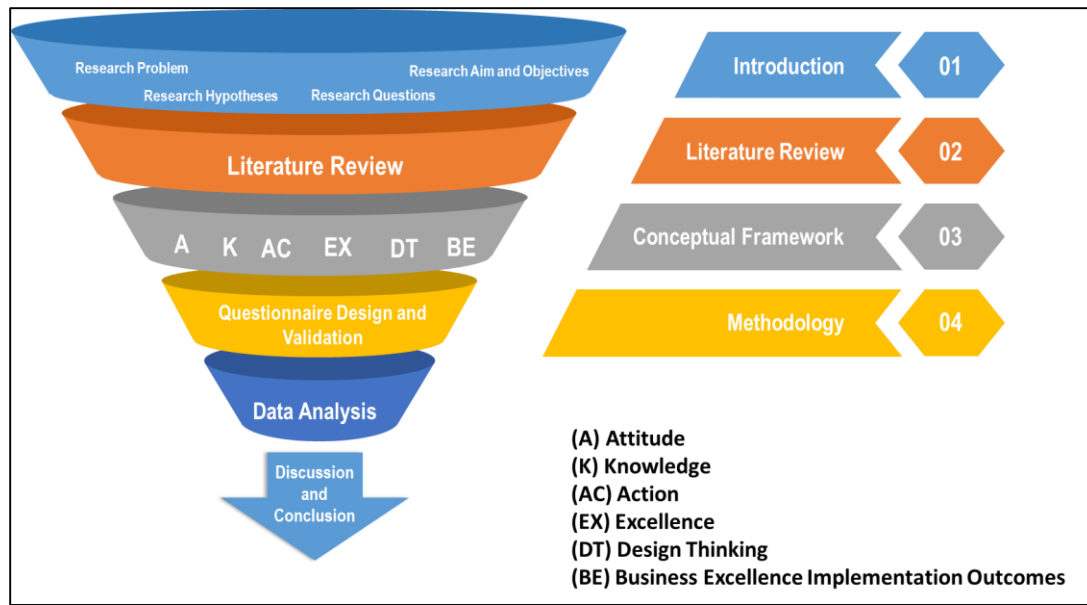 Research Problem
Research Aim and Objectives
Research Hypotheses
Research Questions
Literature Review
A K AC EX DT BE
Questionnaire Design and
Validation
Data Analysis
Discussion
and
Conclusion
Introduction 01
Literature Review 02
Conceptual Framework 03
Methodology 04
(A) Attitude
(K) Knowledge
(AC) Action
(EX) Excellence
(DT) Design Thinking
(BE) Business Excellence Implementation Outcomes